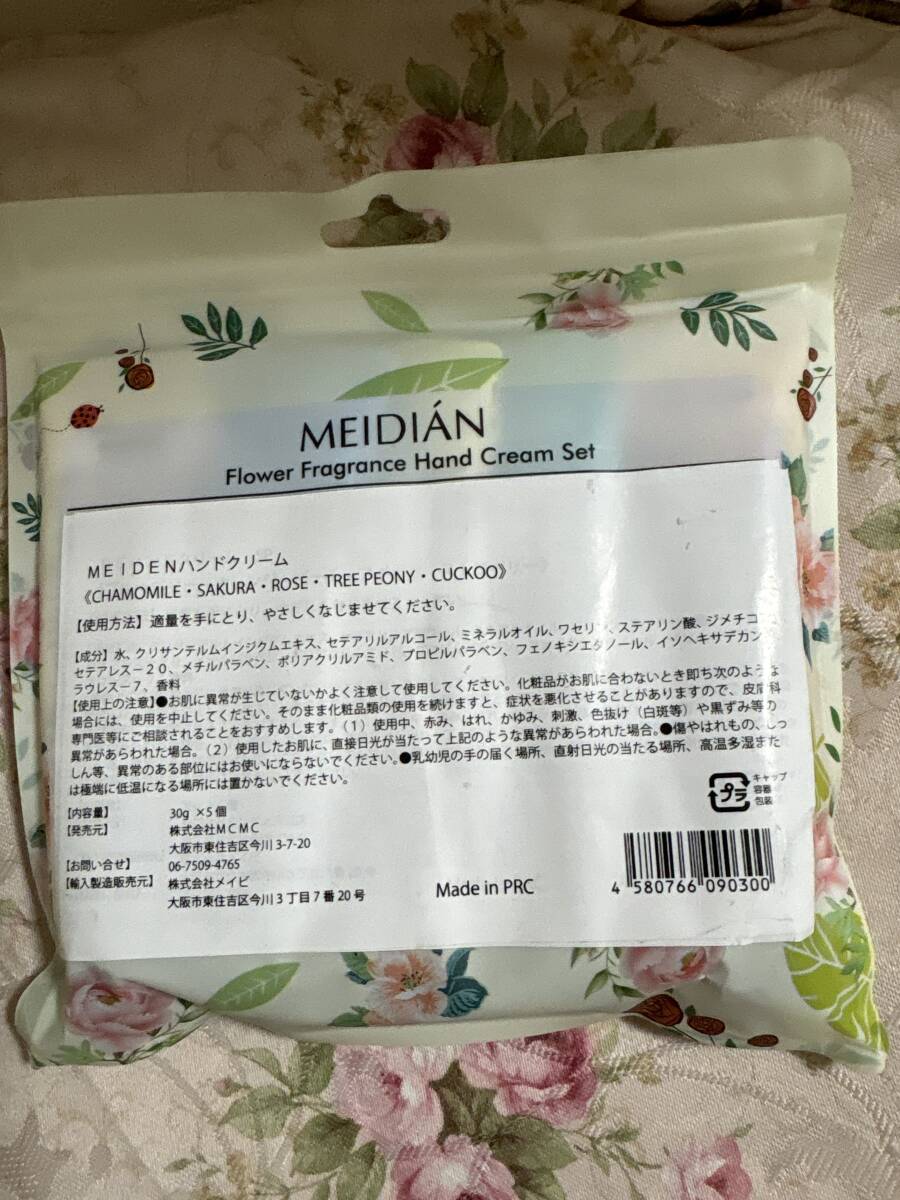 MEIDIÁN
Flower Fragrance Hand Cream Set
ＭＥＩＤＥＮハンドクリーム
《CHAMOMILE・SAKURA・ROSE・TREE PEONY・CUCKOO》
【使用方法】適量を手にとり、やさしくなじませてください。
【成分】水、クリサンテルムインジクムエキス、セテアリルアルコール、ミネラルオイル、ワセリン、ステアリン酸、ジメチコ
セテアレス－２０、メチルパラベン、ポリアクリルアミド、プロピルパラベン、フェノキシエタノール、イソヘキサデカン
ラウレス－７、香料
【使用上の注意】●お肌に異常が生じていないかよく注意して使用してください。化粧品がお肌に合わないとき即ち次のような
場合には、使用を中止してください。そのまま化粧品類の使用を続けますと、症状を悪化させることがありますので、皮膚科
専門医等にご相談されることをおすすめします。（1）使用中、赤み、はれ、かゆみ、刺激、色抜け（白斑等）や黒ずみ等の
異常があらわれた場合。（2）使用したお肌に、直接日光が当たって上記のような異常があらわれた場合。●傷やはれもの、しっ
しん等、異常のある部位にはお使いにならないでください。●乳幼児の手の届く場所、直射日光の当たる場所、高温多湿また
は極端に低温になる場所には置かないでください。
プラ
キャップ
容器
包装
【内容量】 30g ×5個
【発売元】 株式会社ＭＣＭＣ
大阪市東住吉区今川 3-7-20
【お問い合せ】 06-7509-4765
【輸入製造販売元】 株式会社メイビ
大阪市東住吉区今川 3 丁目 7 番 20 号
Made in PRC
4 580766 090300